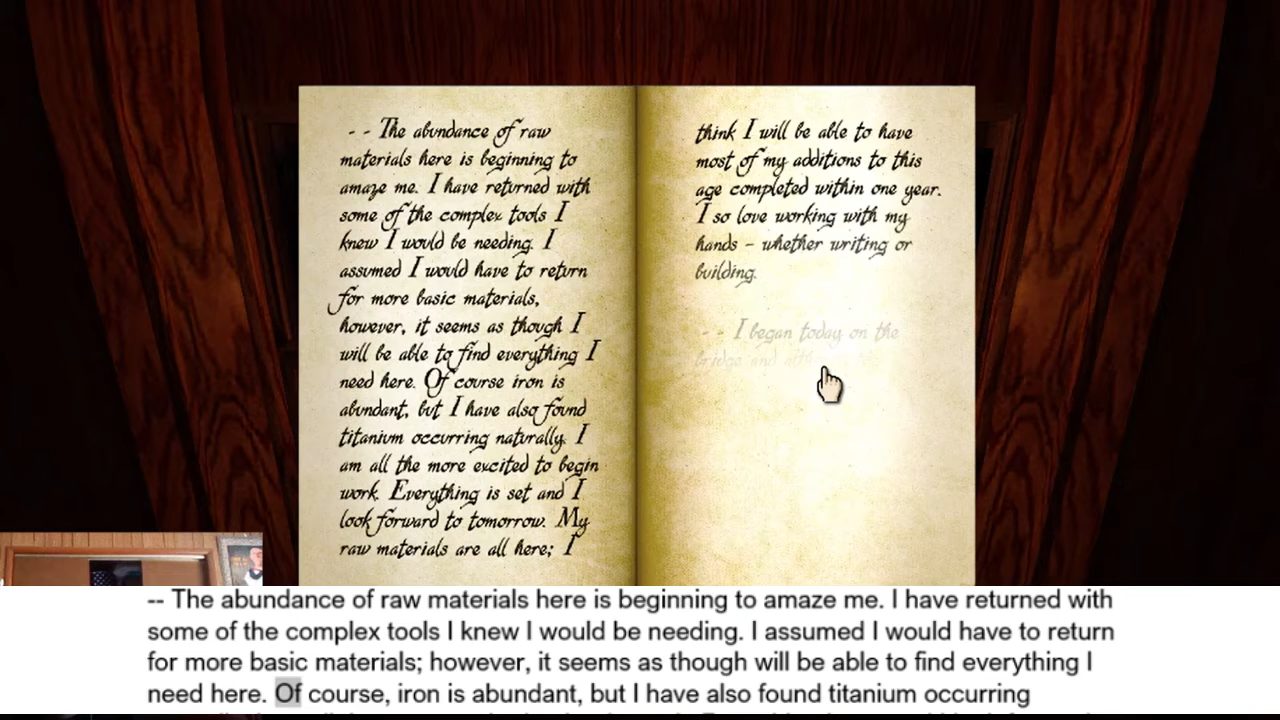 - - The abundance of raw
materials here is beginning to
amaze me. I have returned with
some of the complex tools I
knew I would be needing. I
assumed I would have to return
for more basic materials,
however, it seems as though I
will be able to find everything I
need here. Of course iron is
abundant, but I have also found
titanium occurring naturally. I
am all the more excited to begin
work. Everything is set and I
look forward to tomorrow. My
raw materials are all here; I
think I will be able to have
most of my additions to this
age completed within one year.
I so love working with my
hands - whether writing or
building.
- - I began today on the
bridge and
-- The abundance of raw materials here is beginning to amaze me. I have returned with
some of the complex tools I knew I would be needing. I assumed I would have to return
for more basic materials; however, it seems as though will be able to find everything I
need here. Of course, iron is abundant, but I have also found titanium occurring